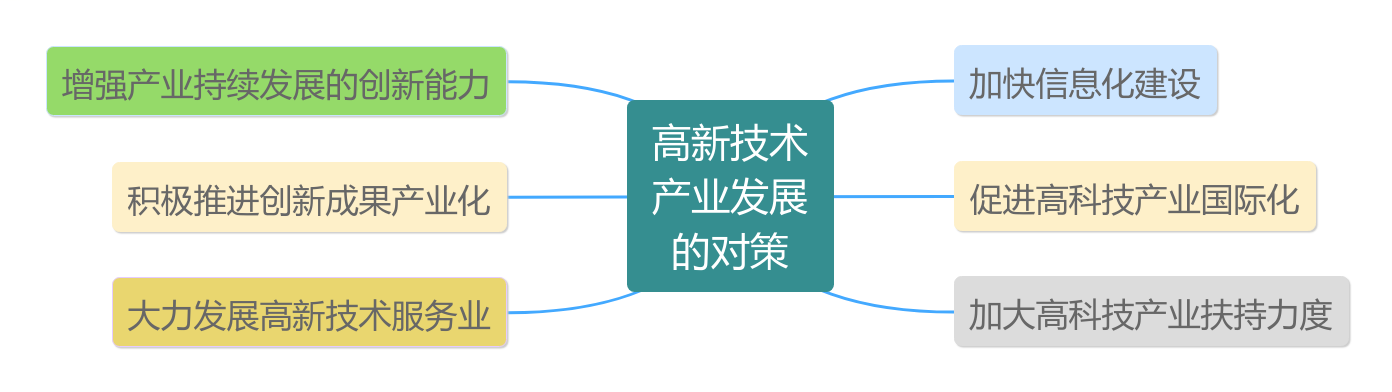 增强产业持续发展的创新能力
积极推进创新成果产业化
大力发展高新技术服务业
高新技术
产业发展
的对策
加快信息化建设
促进高科技产业国际化
加大高科技产业扶持力度